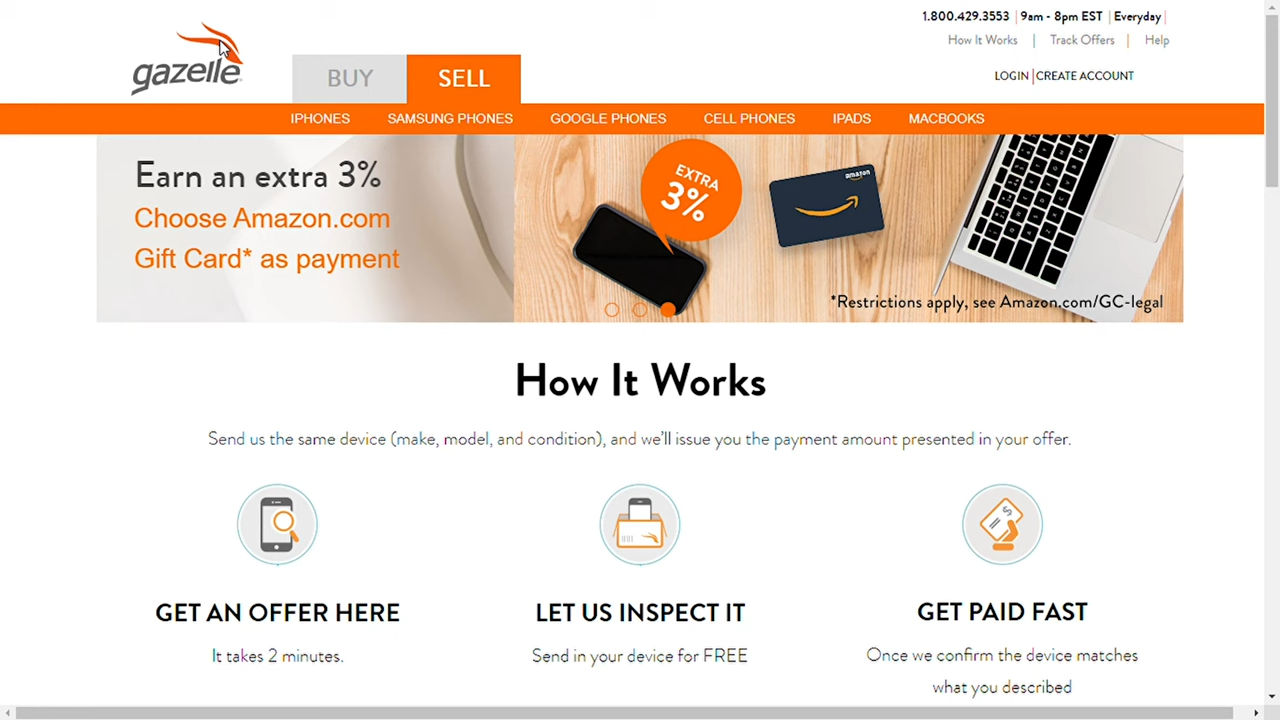 1.800.429.3553 | 9am - 8pm EST | Everyday |
How It Works | Track Offers | Help
gazelle
BUY SELL
LOGIN | CREATE ACCOUNT
IPHONES SAMSUNG PHONES GOOGLE PHONES CELL PHONES IPADS MACBOOKS
Earn an extra 3%
Choose Amazon.com
Gift Card* as payment
EXTRA
3%
amazon
*Restrictions apply, see Amazon.com/GC-legal
How It Works
Send us the same device (make, model, and condition), and we'll issue you the payment amount presented in your offer.
GET AN OFFER HERE
It takes 2 minutes.
LET US INSPECT IT
Send in your device for FREE
GET PAID FAST
Once we confirm the device matches
what you described